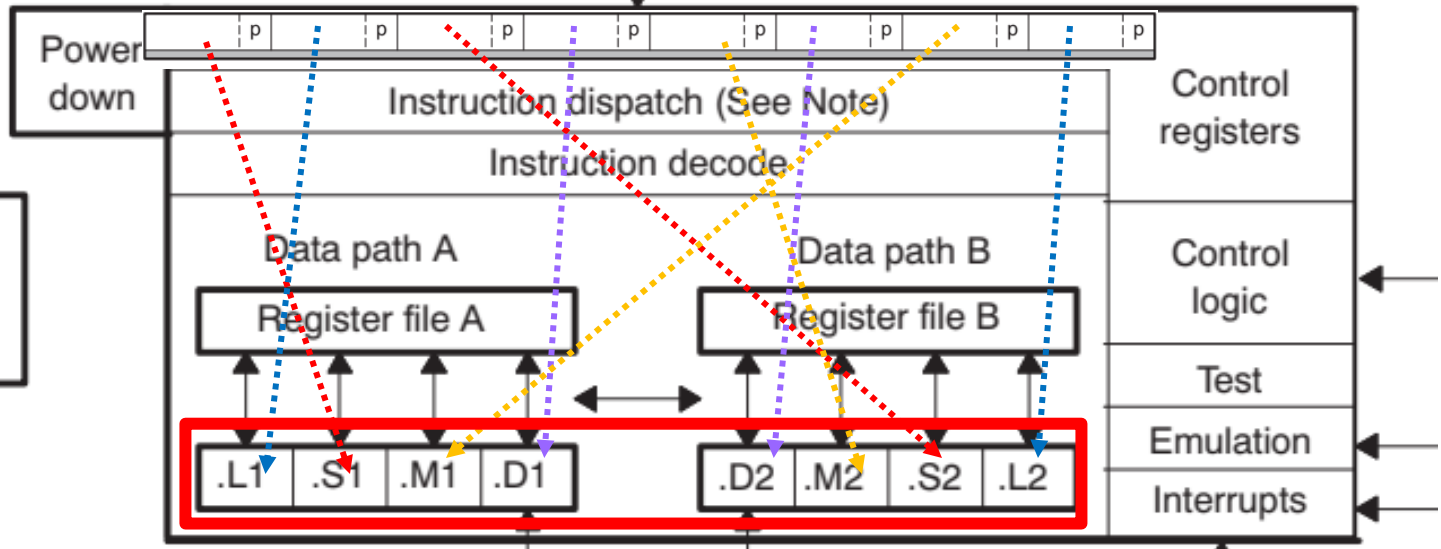 p p p p p p p p
Power
down
Instruction dispatch (See Note)
Instruction decode
Control
registers
Data path A
Data path B
Control
logic
Register file A
Register file B
Test
Emulation
.L1 .S1 .M1 .D1
.D2 .M2 .S2 .L2
Interrupts